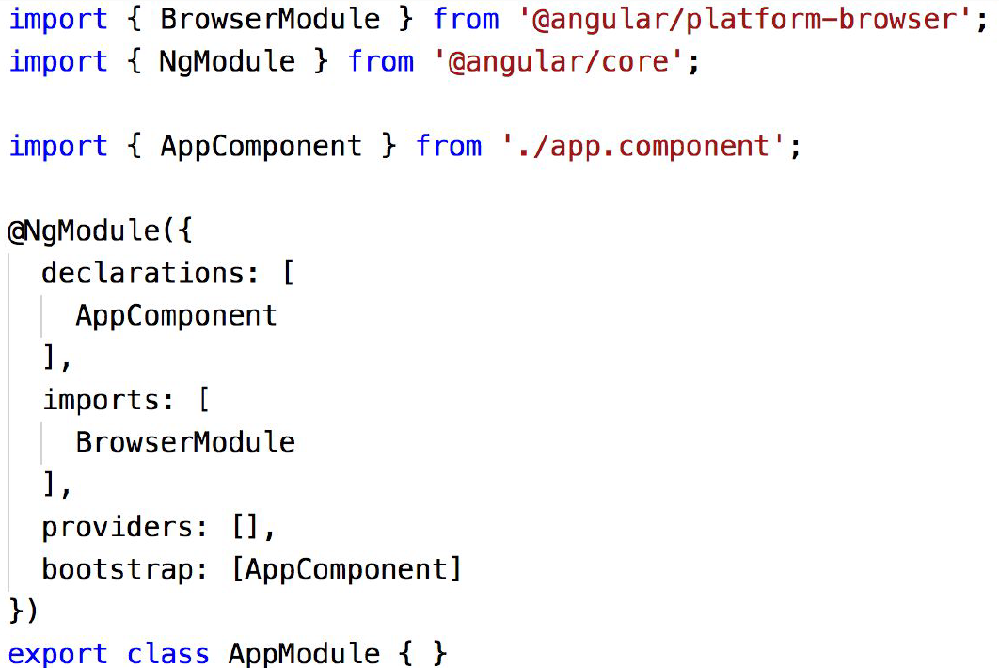 import { BrowserModule } from '@angular/platform-browser';
import { NgModule } from '@angular/core';
import { AppComponent } from './app.component';
@NgModule({
declarations: [
AppComponent
],
imports: [
BrowserModule
],
providers: [],
bootstrap: [AppComponent]
})
export class AppModule { }